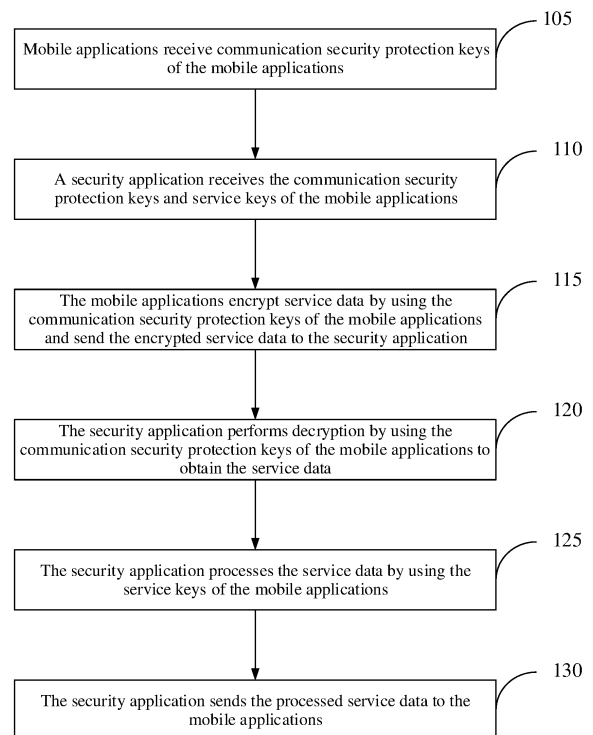 105
Mobile applications receive communication security protection keys
of the mobile applications
110
A security application receives the communication security
protection keys and service keys of the mobile applications
115
The mobile applications encrypt service data by using the
communication security protection keys of the mobile applications
and send the encrypted service data to the security application
120
The security application performs decryption by using the
communication security protection keys of the mobile applications to
obtain the service data
125
The security application processes the service data by using the
service keys of the mobile applications
130
The security application sends the processed service data to the
mobile applications